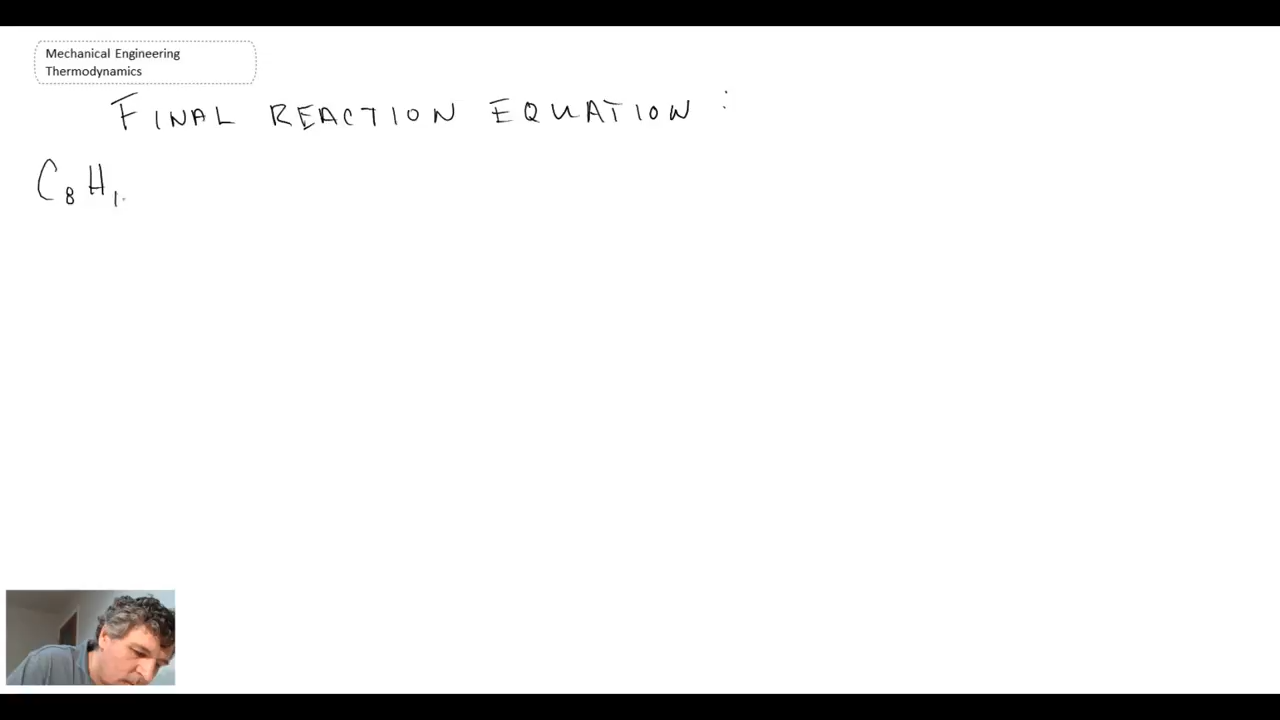 Mechanical Engineering
Thermodynamics
FINAL REACTION EQUATION :
C₈H₁